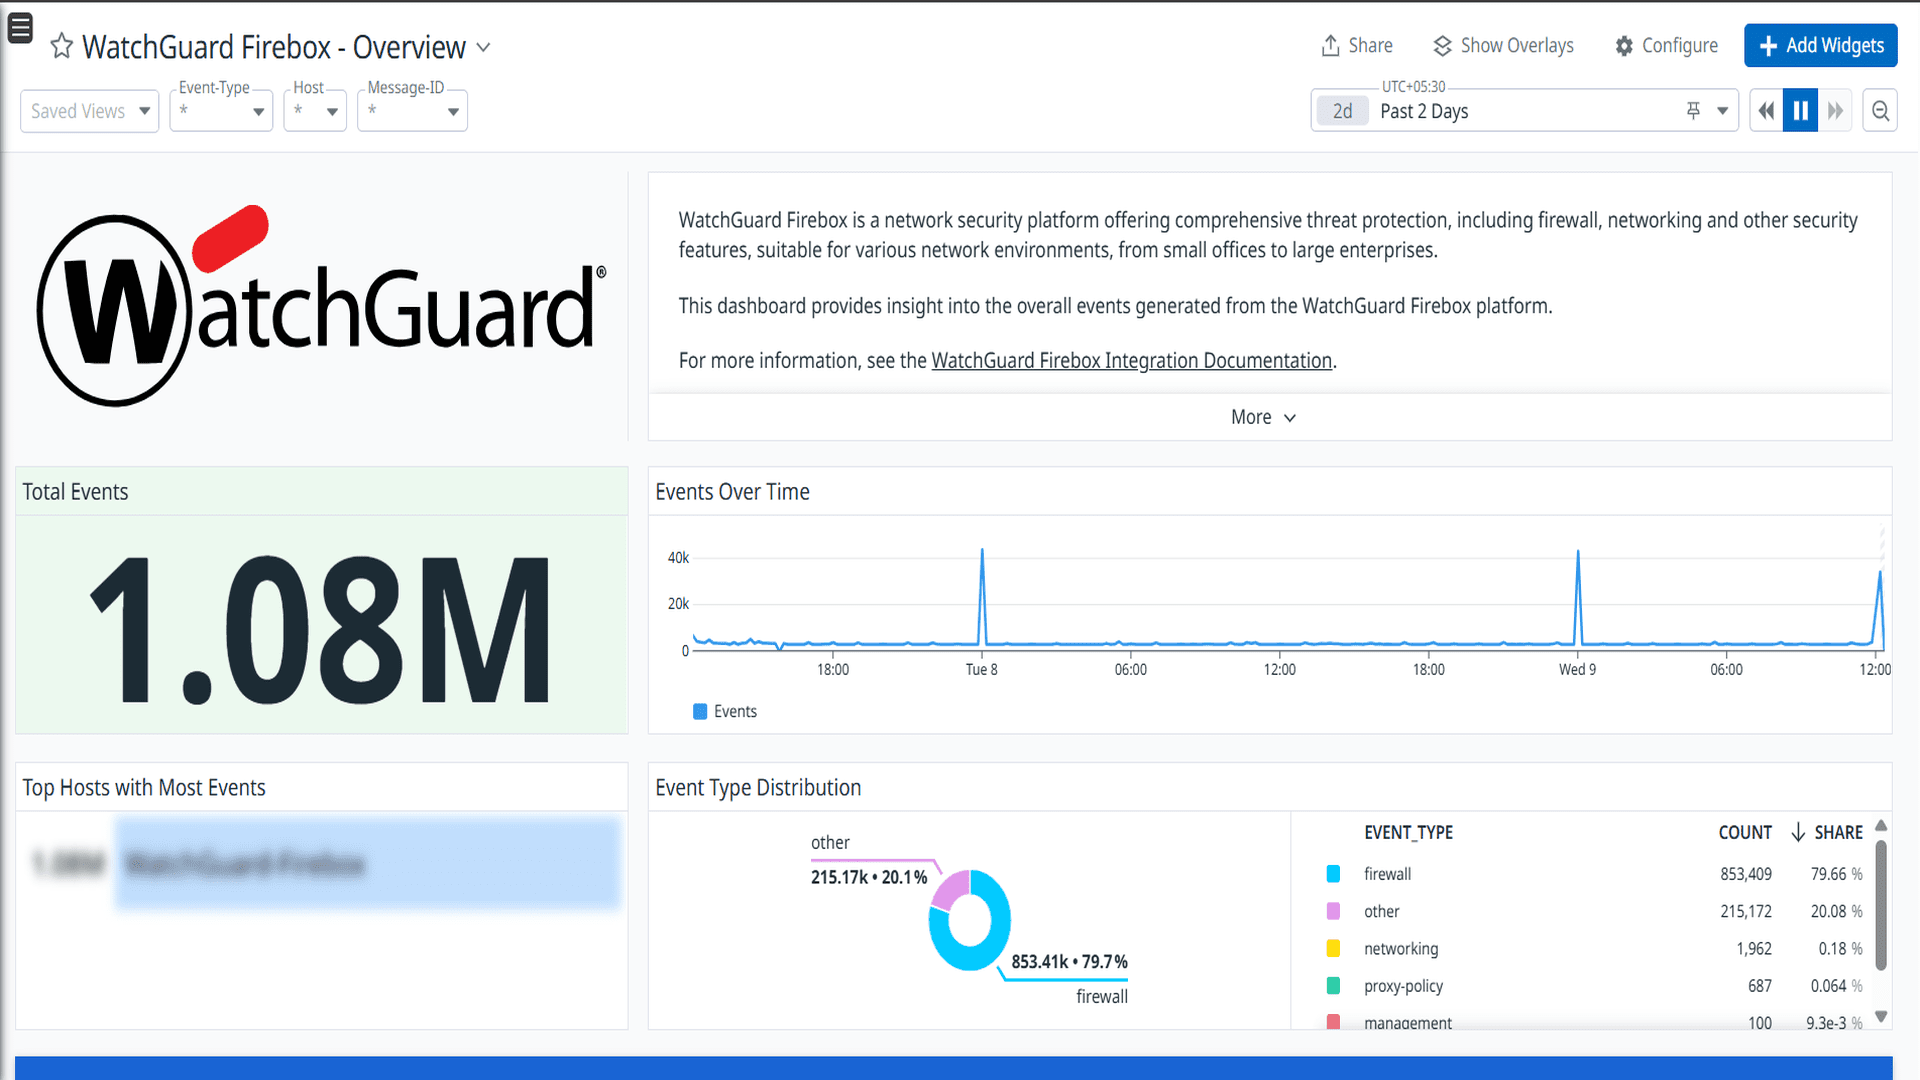 WatchGuard Firebox - Overview
Share
Show Overlays
Configure
Add Widgets
Saved Views
Event-Type
*
Host
*
Message-ID
*
UTC+05:30
2d
Past 2 Days
WatchGuard®
WatchGuard Firebox is a network security platform offering comprehensive threat protection, including firewall, networking and other security
features, suitable for various network environments, from small offices to large enterprises.
This dashboard provides insight into the overall events generated from the WatchGuard Firebox platform.
For more information, see the WatchGuard Firebox Integration Documentation.
More
Total Events
1.08M
Events Over Time
40k
20k
0
18:00
Tue 8
06:00
12:00
18:00
Wed 9
06:00
12:00
Events
Top Hosts with Most Events
1.08M WatchGuard-Firebox
Event Type Distribution
other
215.17k • 20.1%
853.41k • 79.7%
firewall
EVENT_TYPE COUNT SHARE
firewall 853,409 79.66 %
other 215,172 20.08 %
networking 1,962 0.18 %
proxy-policy 687 0.064 %
management 100 9.3e-3 %